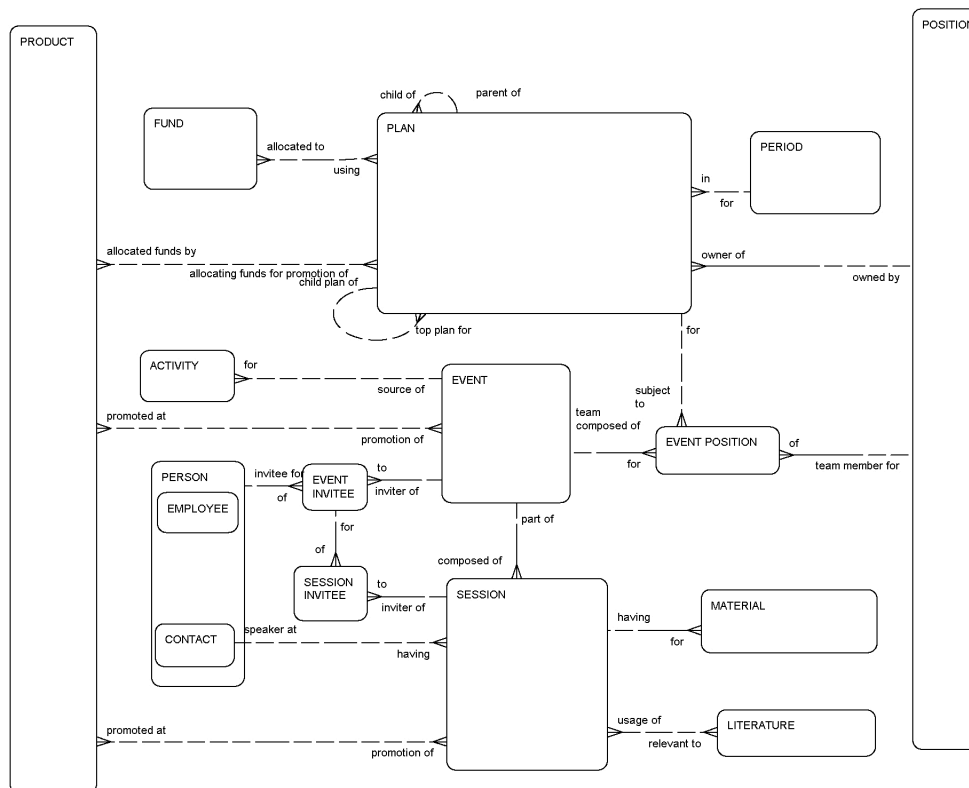 POSITION
PRODUCT
child of
parent of
FUND
PLAN
PERIOD
allocated to
using
in
for
allocated funds by
allocating funds for promotion of
child plan of
owner of
owned by
top plan for
for
ACTIVITY
for
source of
EVENT
subject
to
promoted at
promotion of
team
composed of
for
EVENT POSITION
of
team member for
PERSON
EMPLOYEE
invitee for
of
EVENT
INVITEE
to
inviter of
for
of
part of
composed of
SESSION
INVITEE
to
inviter of
SESSION
CONTACT
speaker at
having
having
for
MATERIAL
promoted at
promotion of
usage of
relevant to
LITERATURE